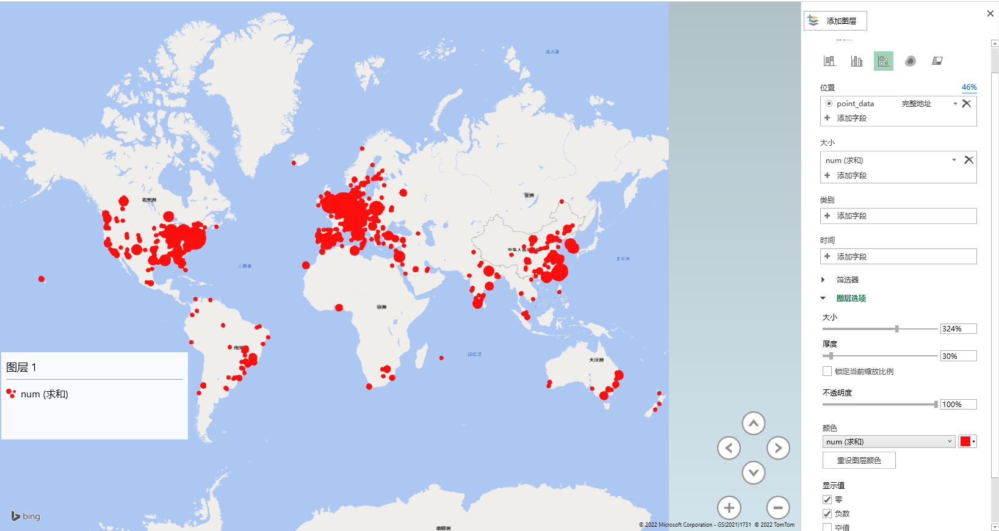 添加图层
位置
46%
point_data 完整地址
添加字段
大小
num (求和)
添加字段
类别
添加字段
时间
添加字段
筛选器
图层选项
大小
324%
厚度
30%
锁定当前缩放比例
不透明度
100%
颜色
num (求和)
重设图层颜色
显示值
零
负数
空值
北冰洋
北美洲
亚洲
大西洋
太平洋
非洲
印度洋
大洋洲
南极洲
图层 1
num (求和)
bing
© 2022 Microsoft Corporation - GS(2021)1731 © 2022 TomTom